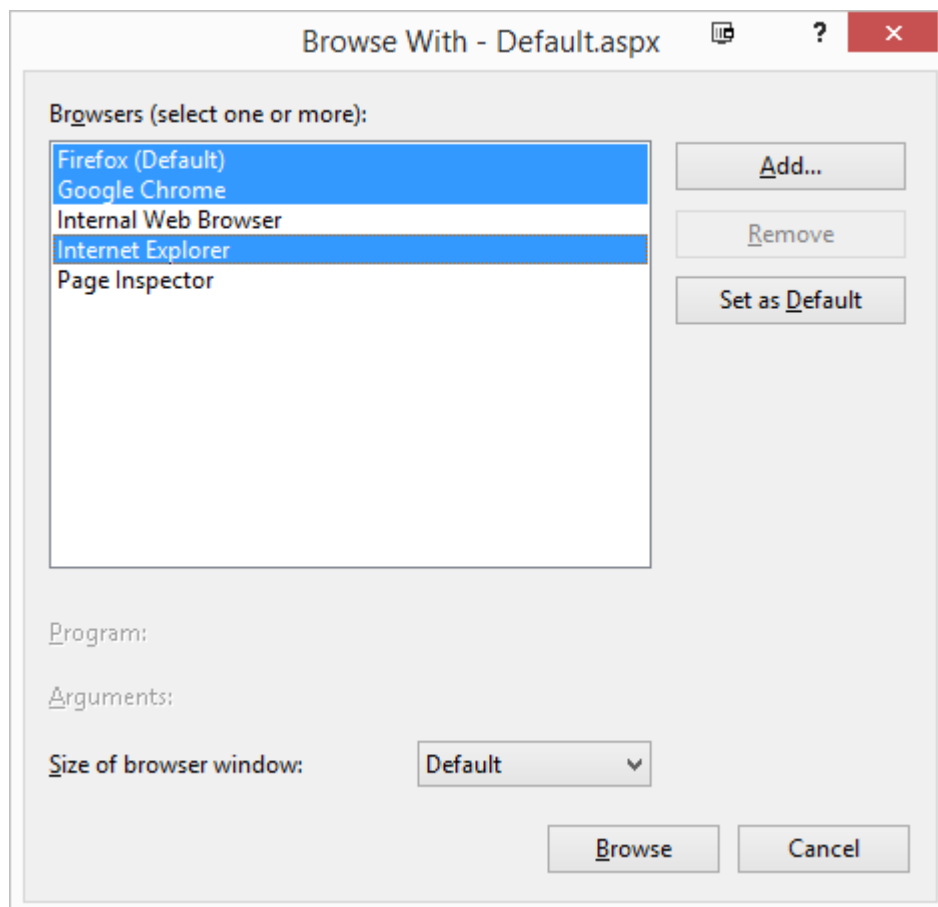 Browse With - Default.aspx
?
Browsers (select one or more):
Firefox (Default)
Google Chrome
Internal Web Browser
Internet Explorer
Page Inspector
Add...
Remove
Set as Default
Program:
Arguments:
Size of browser window:
Default
Browse
Cancel